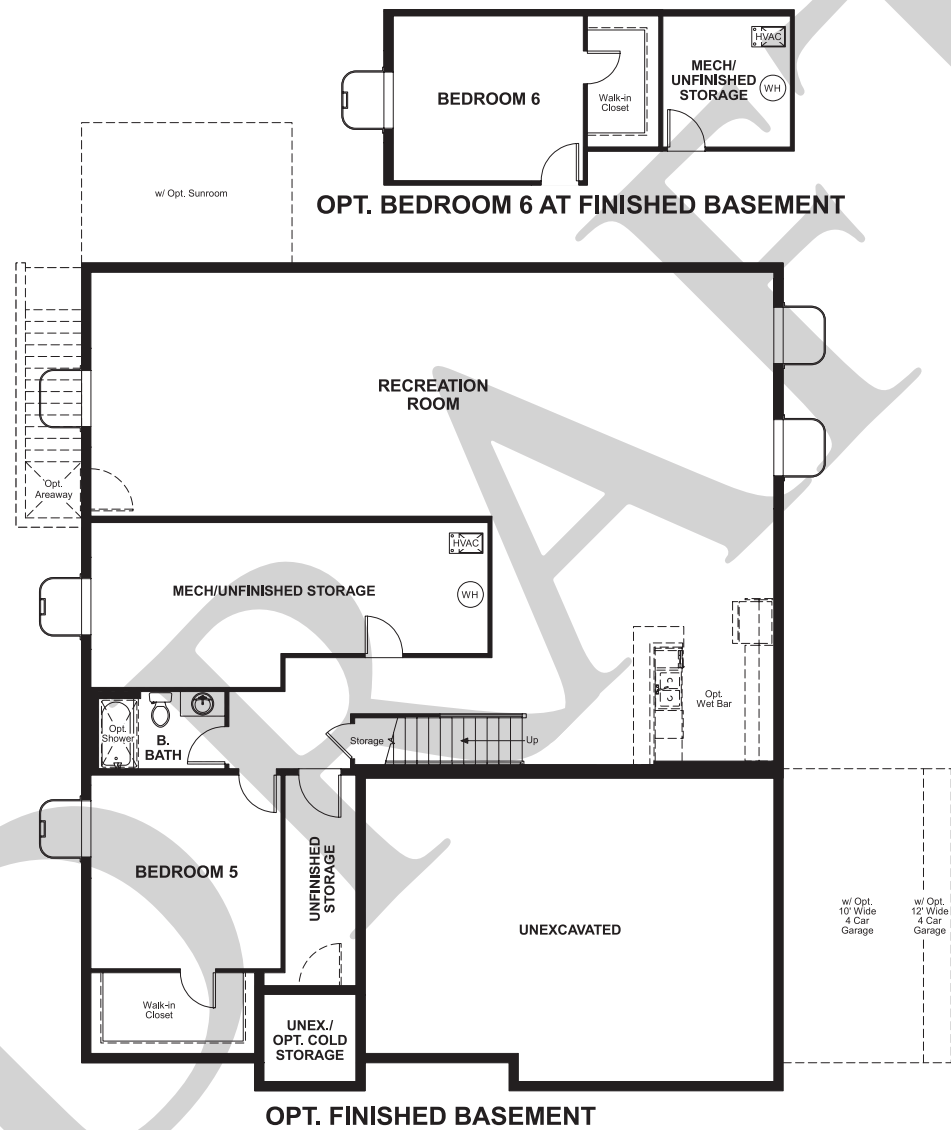 HVAC
MECH/
UNFINISHED
STORAGE
WH
BEDROOM 6
Walk-in
Closet
OPT. BEDROOM 6 AT FINISHED BASEMENT
w/ Opt. Sunroom
RECREATION
ROOM
Opt.
Areaway
HVAC
MECH/UNFINISHED STORAGE
WH
Opt.
Wet Bar
Opt.
Shower
B.
BATH
Storage
Up
BEDROOM 5
UNFINISHED
STORAGE
UNEXCAVATED
w/ Opt.
10' Wide
4 Car
Garage
w/ Opt.
12' Wide
4 Car
Garage
Walk-in
Closet
UNEX./
OPT. COLD
STORAGE
OPT. FINISHED BASEMENT
DRAFT